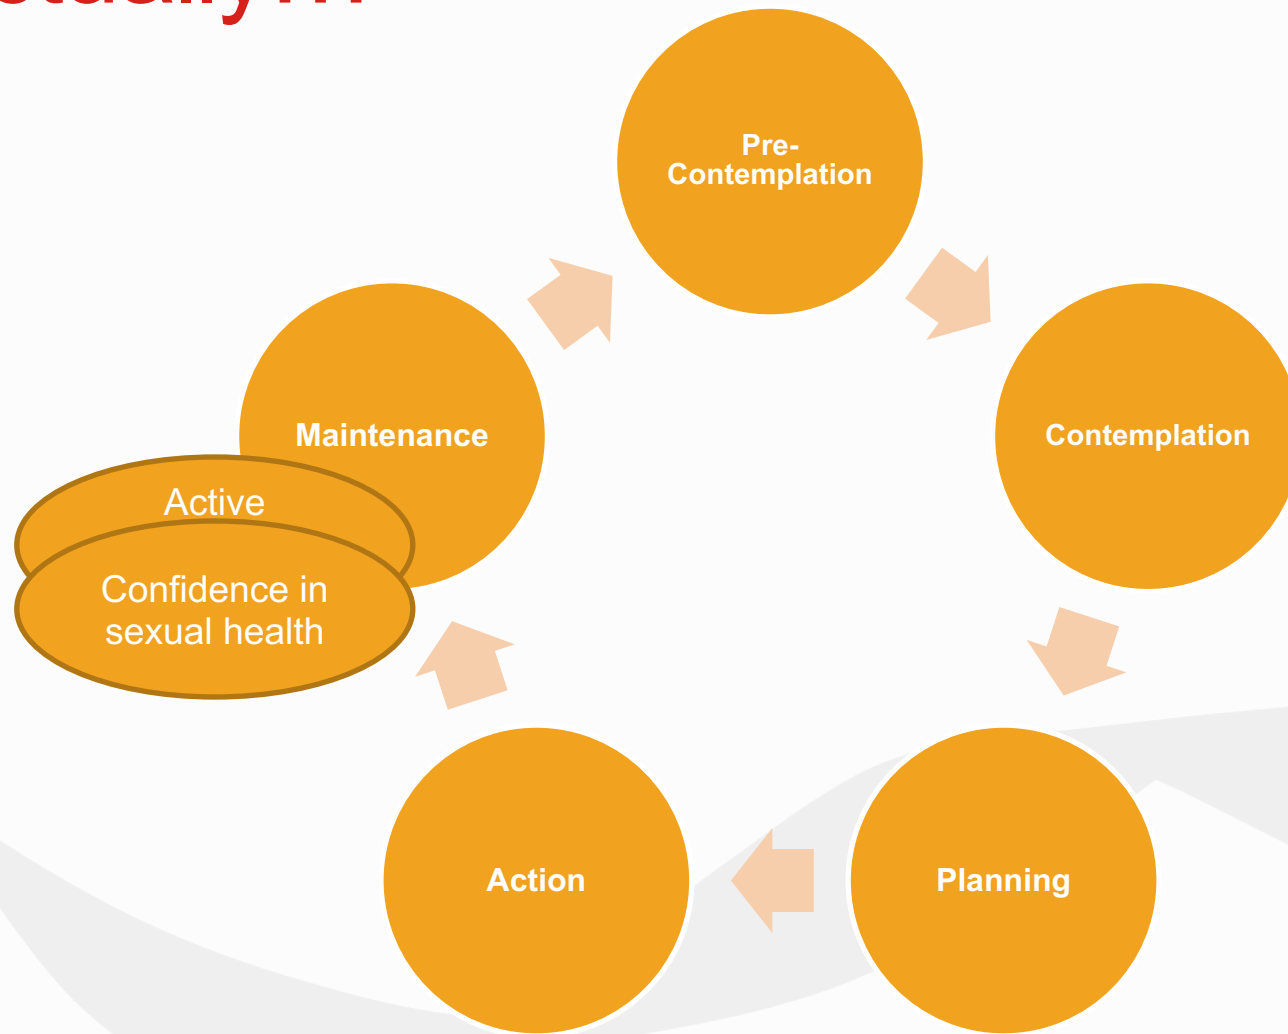 Pre-
Contemplation
Maintenance
Contemplation
Active
Confidence in
sexual health
Action
Planning